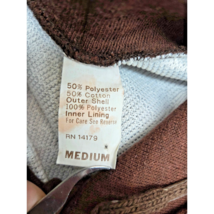 50% Polyester
50% Cotton
Outer Shell
100% Polyester
Inner Lining
For Care See Reverse
RN 14179
MEDIUM